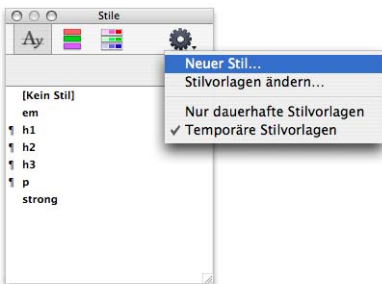 Stile
Ay
Neuer Stil...
Stilvorlagen ändern...
Nur dauerhafte Stilvorlagen
✓ Temporäre Stilvorlagen
[Kein Stil]
em
¶ h1
¶ h2
¶ h3
¶ p
strong